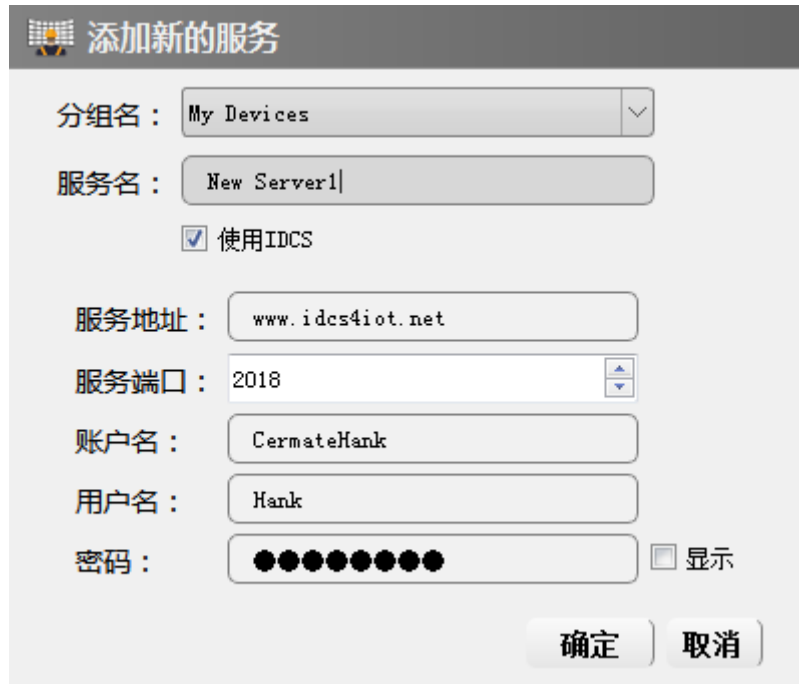 添加新的服务
分组名： My Devices
服务名： New Server1
使用IDCS
服务地址： www.idcs4iot.net
服务端口： 2018
账户名： CermateHank
用户名： Hank
密码： ●●●●●●●● 显示
确定 取消